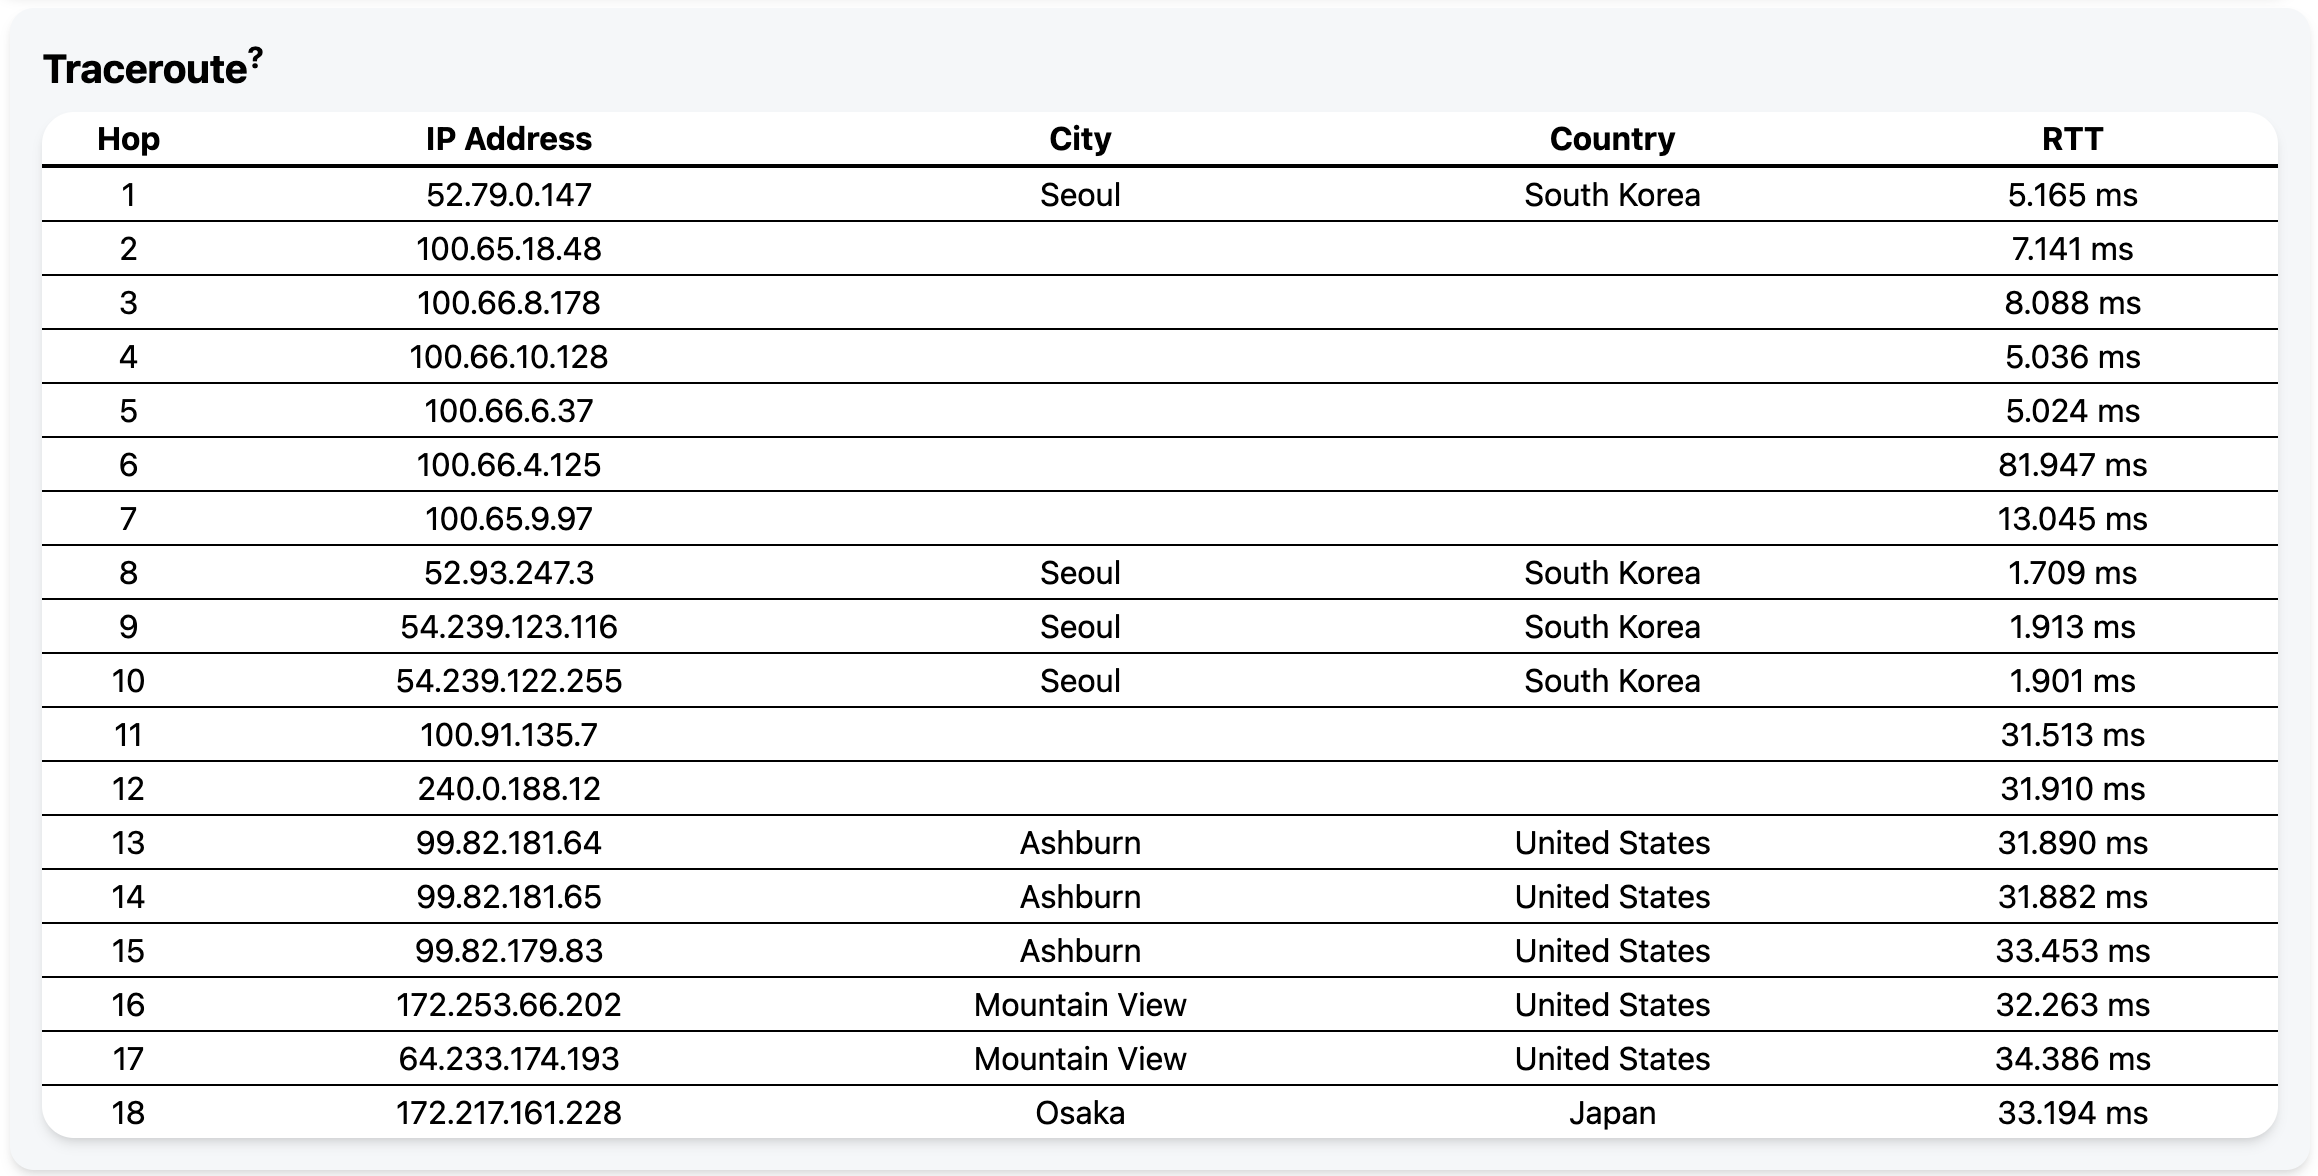 Traceroute?
Hop IP Address City Country RTT
1 52.79.0.147 Seoul South Korea 5.165 ms
2 100.65.18.48 7.141 ms
3 100.66.8.178 8.088 ms
4 100.66.10.128 5.036 ms
5 100.66.6.37 5.024 ms
6 100.66.4.125 81.947 ms
7 100.65.9.97 13.045 ms
8 52.93.247.3 Seoul South Korea 1.709 ms
9 54.239.123.116 Seoul South Korea 1.913 ms
10 54.239.122.255 Seoul South Korea 1.901 ms
11 100.91.135.7 31.513 ms
12 240.0.188.12 31.910 ms
13 99.82.181.64 Ashburn United States 31.890 ms
14 99.82.181.65 Ashburn United States 31.882 ms
15 99.82.179.83 Ashburn United States 33.453 ms
16 172.253.66.202 Mountain View United States 32.263 ms
17 64.233.174.193 Mountain View United States 34.386 ms
18 172.217.161.228 Osaka Japan 33.194 ms